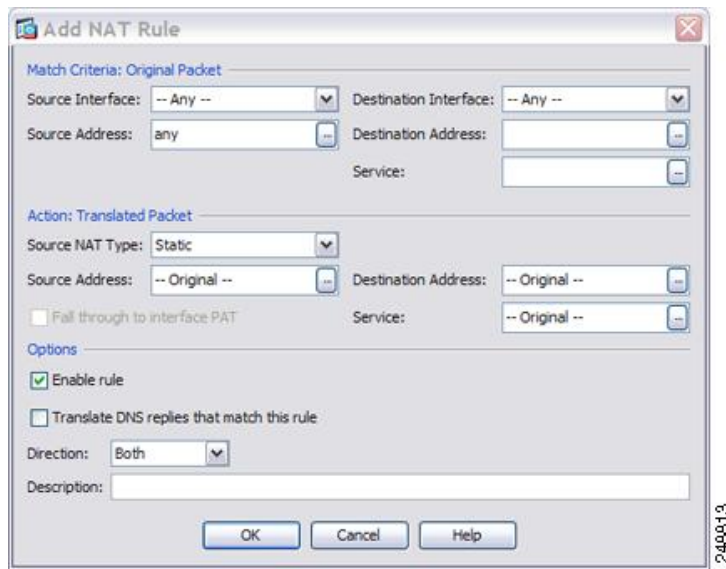 Add NAT Rule
Match Criteria: Original Packet
Source Interface: -- Any -- Destination Interface: -- Any --
Source Address: any ... Destination Address: ...
Service: ...
Action: Translated Packet
Source NAT Type: Static
Source Address: -- Original -- ... Destination Address: -- Original -- ...
Fall through to interface PAT Service: -- Original -- ...
Options
Enable rule
Translate DNS replies that match this rule
Direction: Both
Description:
OK Cancel Help
248813